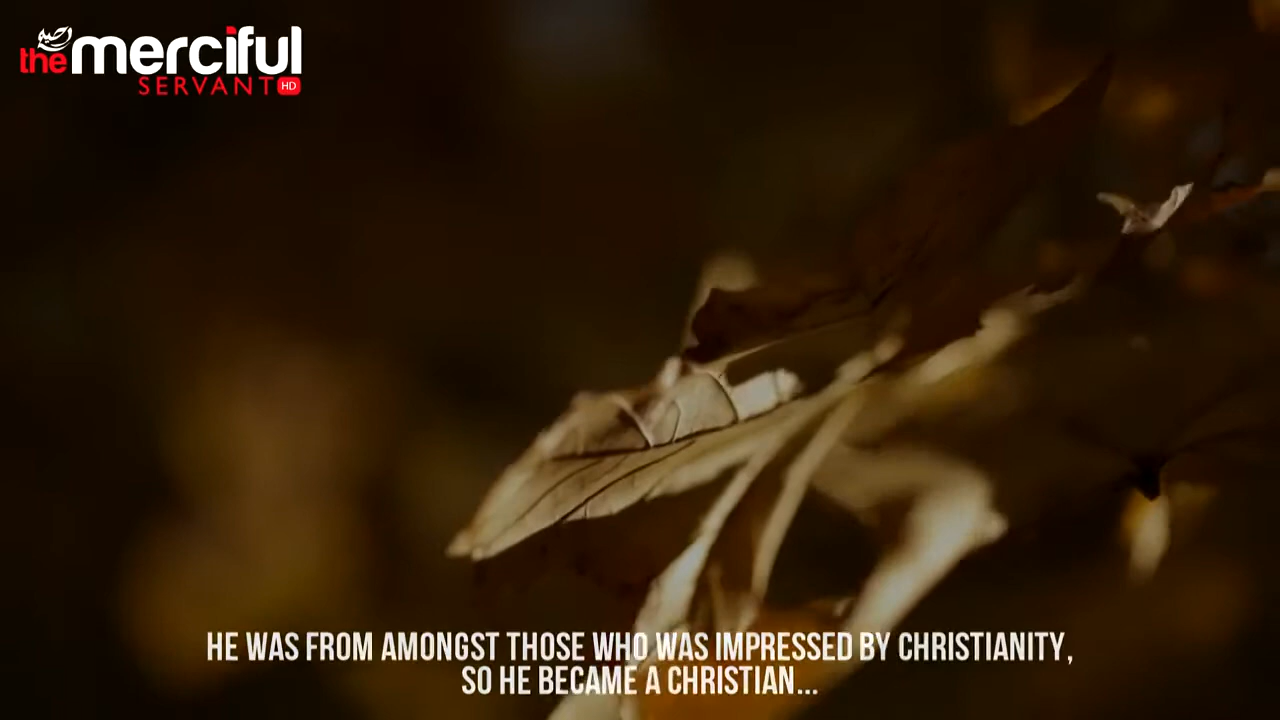 the merciful
SERVANT HD
HE WAS FROM AMONGST THOSE WHO WAS IMPRESSED BY CHRISTIANITY,
SO HE BECAME A CHRISTIAN...